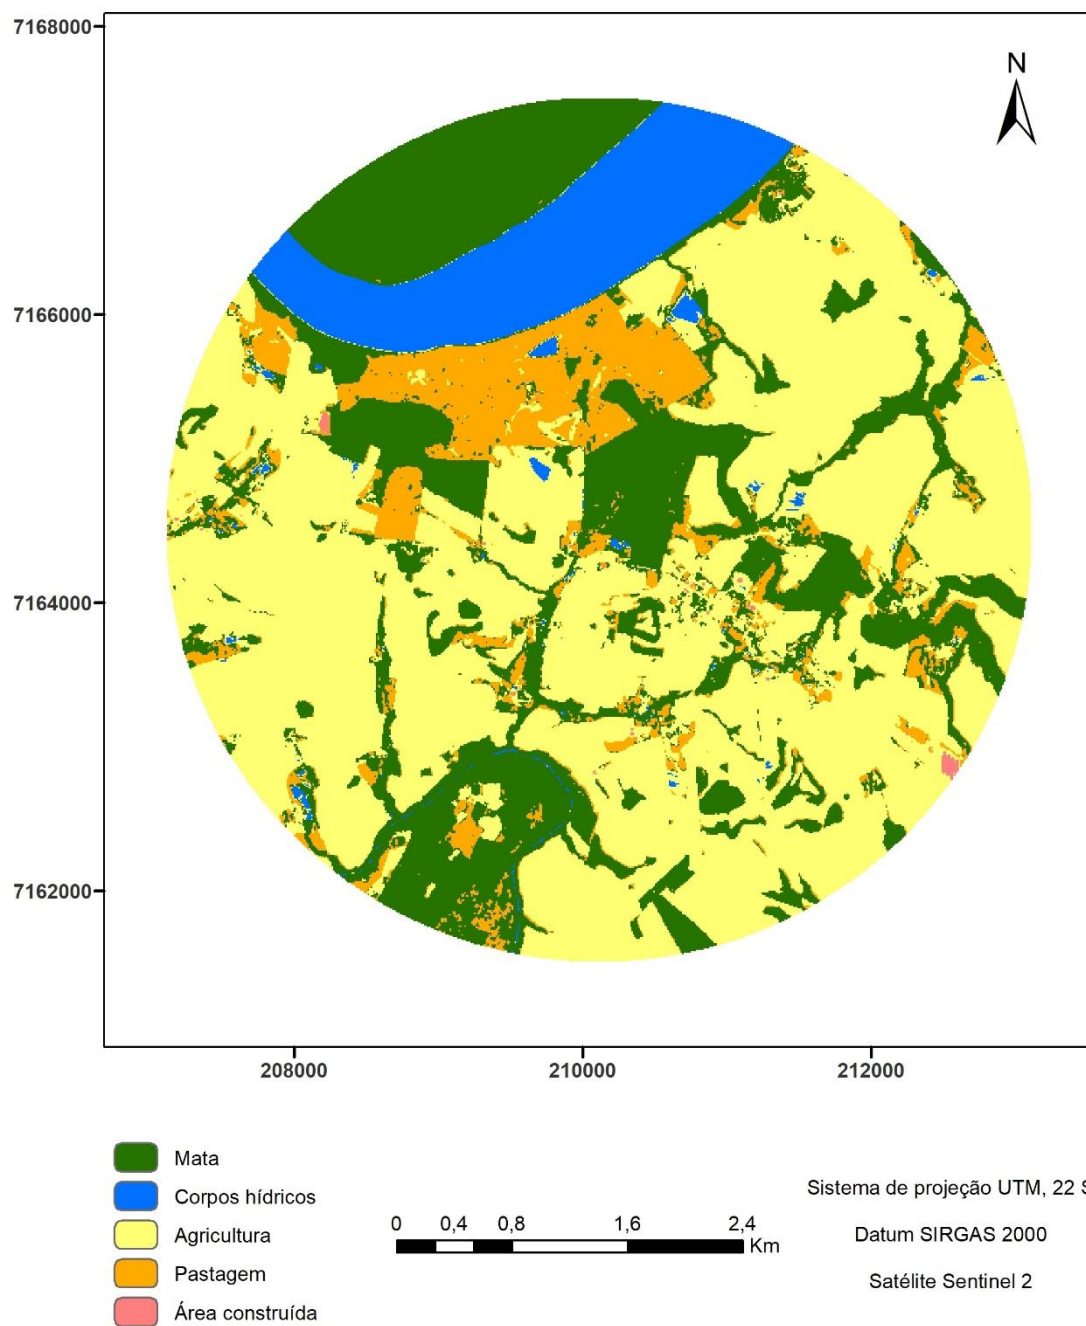 7168000
N
7166000
7164000
7162000
208000
210000
212000
Mata
Corpos hídricos
Agricultura
Pastagem
Área construída
0 0,4 0,8 1,6 2,4
Km
Sistema de projeção UTM, 22 S
Datum SIRGAS 2000
Satélite Sentinel 2